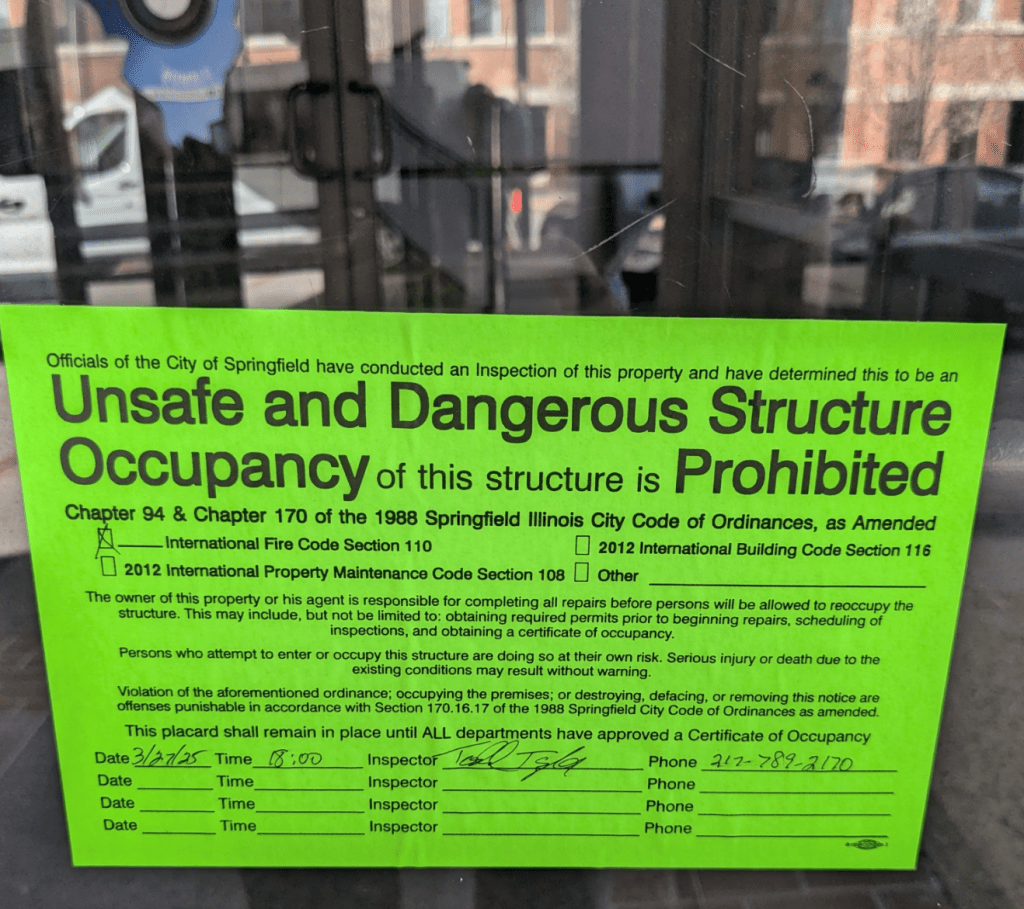 Officials of the City of Springfield have conducted an Inspection of this property and have determined this to be an
Unsafe and Dangerous Structure
Occupancy of this structure is Prohibited
Chapter 94 & Chapter 170 of the 1988 Springfield Illinois City Code of Ordinances, as Amended
International Fire Code Section 110 2012 International Building Code Section 116
2012 International Property Maintenance Code Section 108 Other
The owner of this property or his agent is responsible for completing all repairs before persons will be allowed to reoccupy the
structure. This may include, but not be limited to: obtaining required permits prior to beginning repairs, scheduling of
inspections, and obtaining a certificate of occupancy.
Persons who attempt to enter or occupy this structure are doing so at their own risk. Serious injury or death due to the
existing conditions may result without warning.
Violation of the aforementioned ordinance; occupying the premises; or destroying, defacing, or removing this notice are
offenses punishable in accordance with Section 170.16.17 of the 1988 Springfield City Code of Ordinances as amended.
This placard shall remain in place until ALL departments have approved a Certificate of Occupancy
Date 3/27/25 Time 18:00 Inspector Phone 217-789-2170
Date Time Inspector Phone
Date Time Inspector Phone
Date Time Inspector Phone